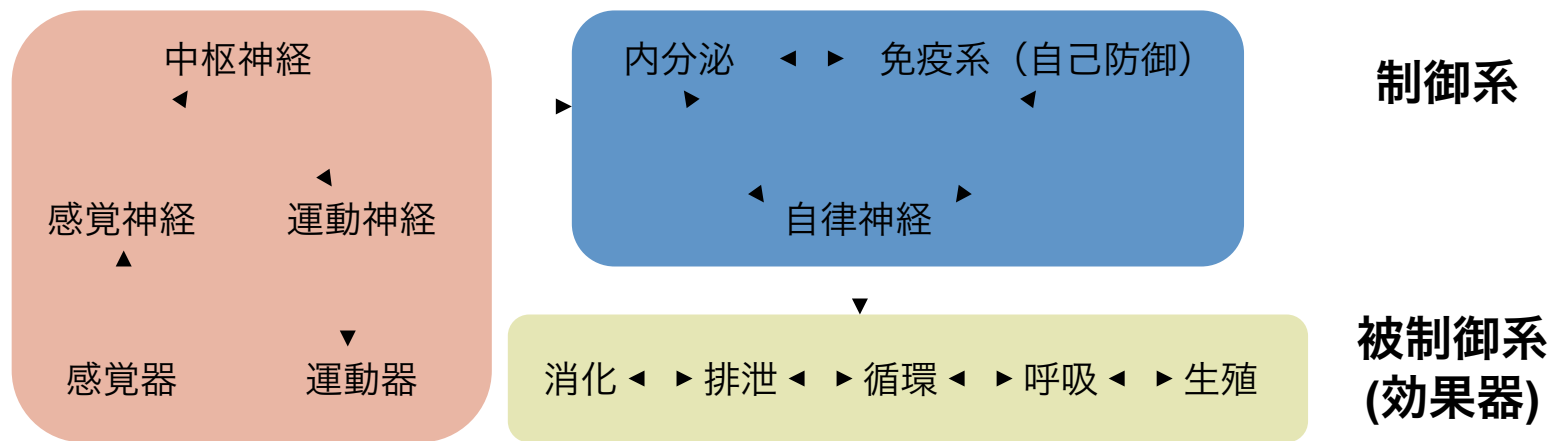 中枢神経
感覚神経
運動神経
感覚器
運動器
内分泌
免疫系（自己防御）
自律神経
制御系
消化
排泄
循環
呼吸
生殖
被制御系
(効果器)